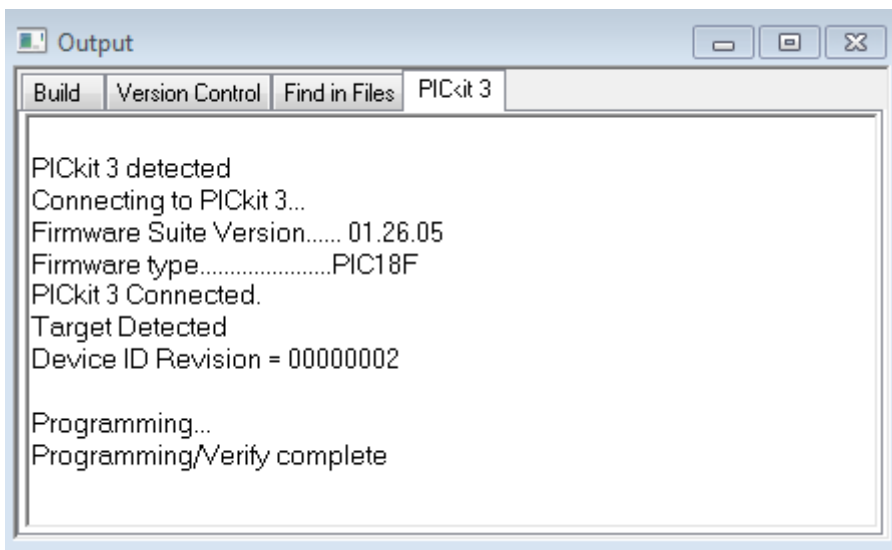 Output
Build Version Control Find in Files PICkit 3
PICkit 3 detected
Connecting to PICkit 3...
Firmware Suite Version...... 01.26.05
Firmware type......................PIC18F
PICkit 3 Connected.
Target Detected
Device ID Revision = 00000002
Programming...
Programming/Verify complete